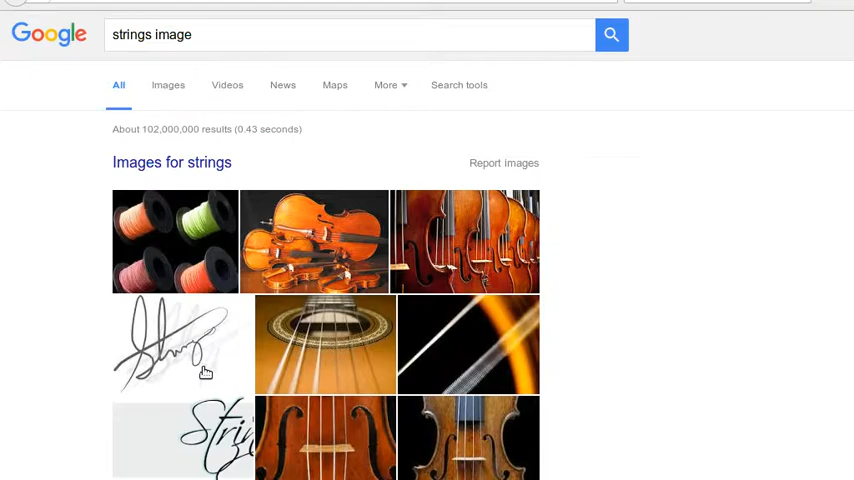 Google strings image
All Images Videos News Maps More Search tools
About 102,000,000 results (0.43 seconds)
Images for strings Report images
Strings